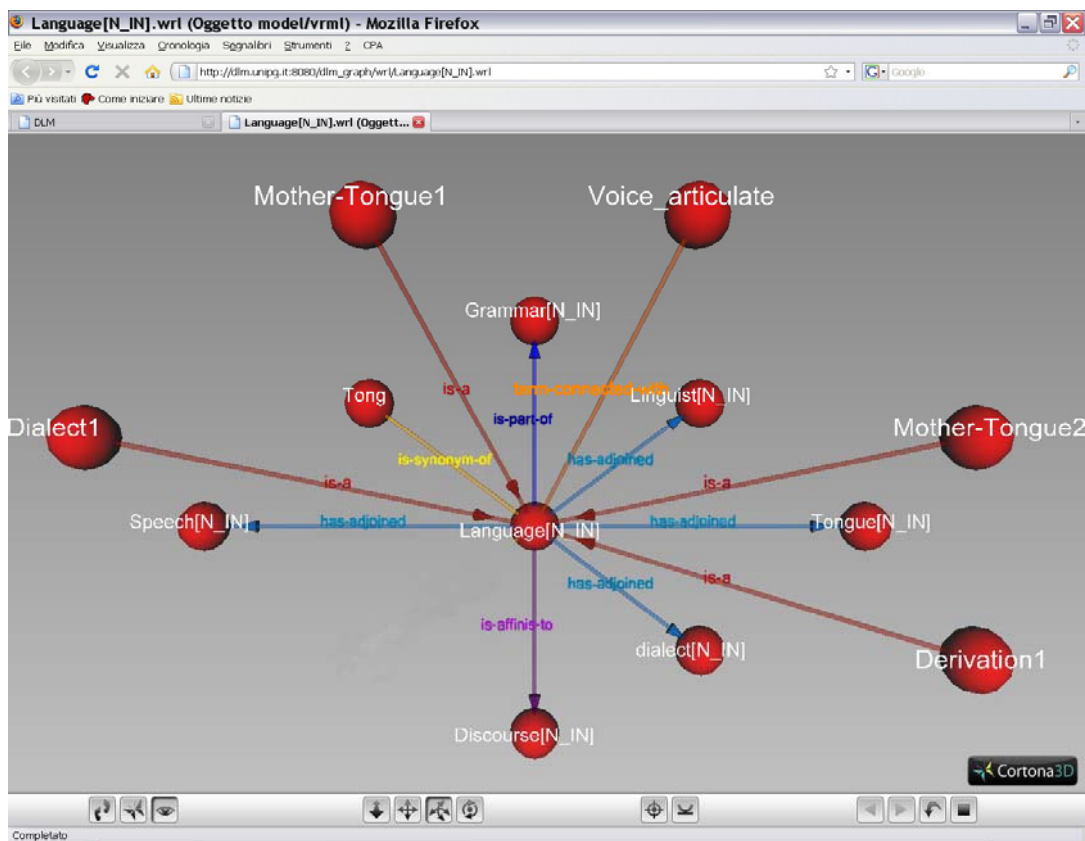 Language[N_IN].wrl (Oggetto model/vrml) - Mozilla Firefox
File Modifica Visualizza Cronologia Segnalibri Strumenti ? CPA
http://dlm.unipg.it:8080/dlm_graph/wrl/Language[N_IN].wrl
Google
Più visitati Come iniziare Ultime notizie
DLM
Language[N_IN].wrl (Oggett...
Mother-Tongue1
Voice_articulate
Grammar[N_IN]
is-a
term-connected-with
Tong
Linguist[N_IN]
is-part-of
Dialect1
Mother-Tongue2
is-synonym-of
has-adjoined
is-a
is-a
Speech[N_IN]
has-adjoined
Language[N_IN]
has-adjoined
Tongue[N_IN]
has-adjoined
is-a
is-affinis-to
dialect[N_IN]
Derivation1
Discourse[N_IN]
Cortona3D
Completato